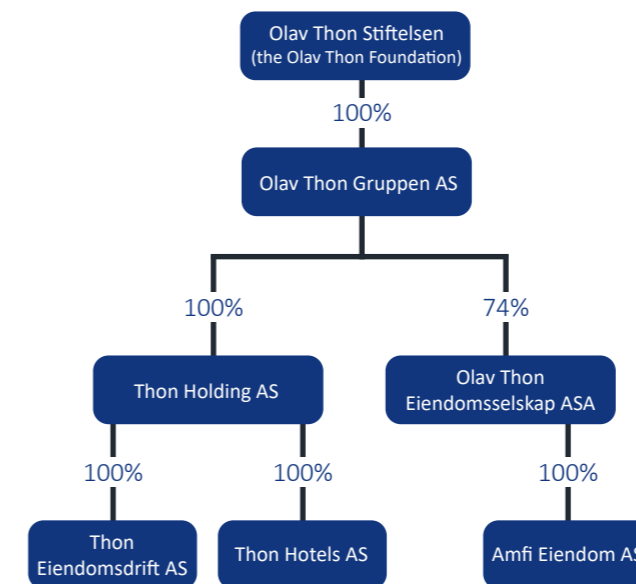 Olav Thon Stiftelsen
(the Olav Thon Foundation)
100%
Olav Thon Gruppen AS
100%
74%
Thon Holding AS
Olav Thon
Eiendomsselskap ASA
100%
100%
100%
Thon
Eiendomsdrift AS
Thon Hotels AS
Amfi Eiendom AS